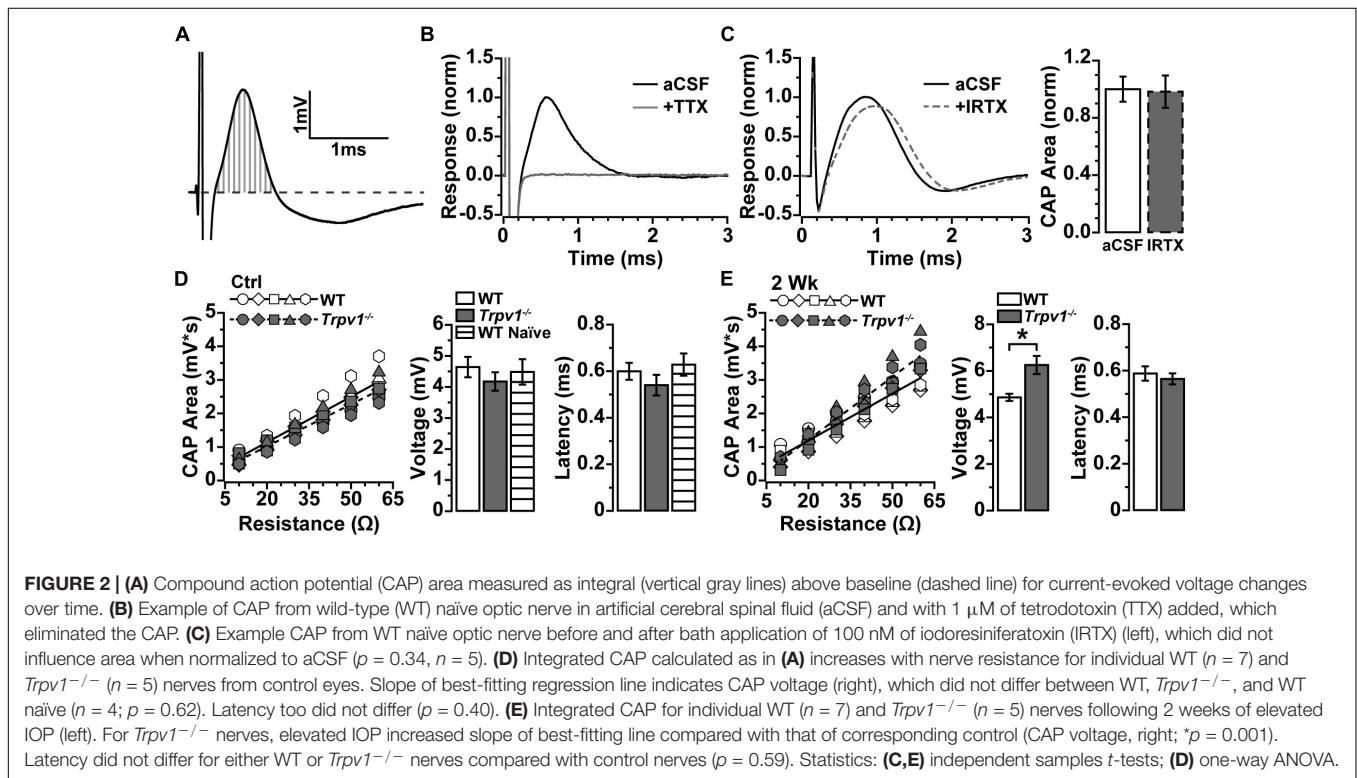 A
1mV
1ms
B
Response (norm)
1.5
1.0
0.5
0.0
-0.5
aCSF
+TTX
0 1 2 3
Time (ms)
C
Response (norm)
1.5
1.0
0.5
0.0
-0.5
aCSF
+IRTX
0 1 2 3
Time (ms)
CAP Area (norm)
1.2
0.8
0.4
0.0
aCSF IRTX
D
Ctrl
WT
Trpv1-/-
CAP Area (mV*s)
5
4
3
2
1
0
5 20 35 50 65
Resistance (Ω)
WT
Trpv1-/-
WT Naïve
Voltage (mV)
6
5
4
3
2
1
0
Latency (ms)
0.8
0.6
0.4
0.2
0
E
2 Wk
WT
Trpv1-/-
CAP Area (mV*s)
5
4
3
2
1
0
5 20 35 50 65
Resistance (Ω)
WT
Trpv1-/-
*
Voltage (mV)
8
6
4
2
0
Latency (ms)
0.8
0.6
0.4
0.2
0
FIGURE 2 | (A) Compound action potential (CAP) area measured as integral (vertical gray lines) above baseline (dashed line) for current-evoked voltage changes
over time. (B) Example of CAP from wild-type (WT) naïve optic nerve in artificial cerebral spinal fluid (aCSF) and with 1 μM of tetrodotoxin (TTX) added, which
eliminated the CAP. (C) Example CAP from WT naïve optic nerve before and after bath application of 100 nM of iodoresiniferatoxin (IRTX) (left), which did not
influence area when normalized to aCSF (p = 0.34, n = 5). (D) Integrated CAP calculated as in (A) increases with nerve resistance for individual WT (n = 7) and
Trpv1−/− (n = 5) nerves from control eyes. Slope of best-fitting regression line indicates CAP voltage (right), which did not differ between WT, Trpv1−/−, and WT
naïve (n = 4; p = 0.62). Latency too did not differ (p = 0.40). (E) Integrated CAP for individual WT (n = 7) and Trpv1−/− (n = 5) nerves following 2 weeks of elevated
IOP (left). For Trpv1−/− nerves, elevated IOP increased slope of best-fitting line compared with that of corresponding control (CAP voltage, right; *p = 0.001).
Latency did not differ for either WT or Trpv1−/− nerves compared with control nerves (p = 0.59). Statistics: (C,E) independent samples t-tests; (D) one-way ANOVA.